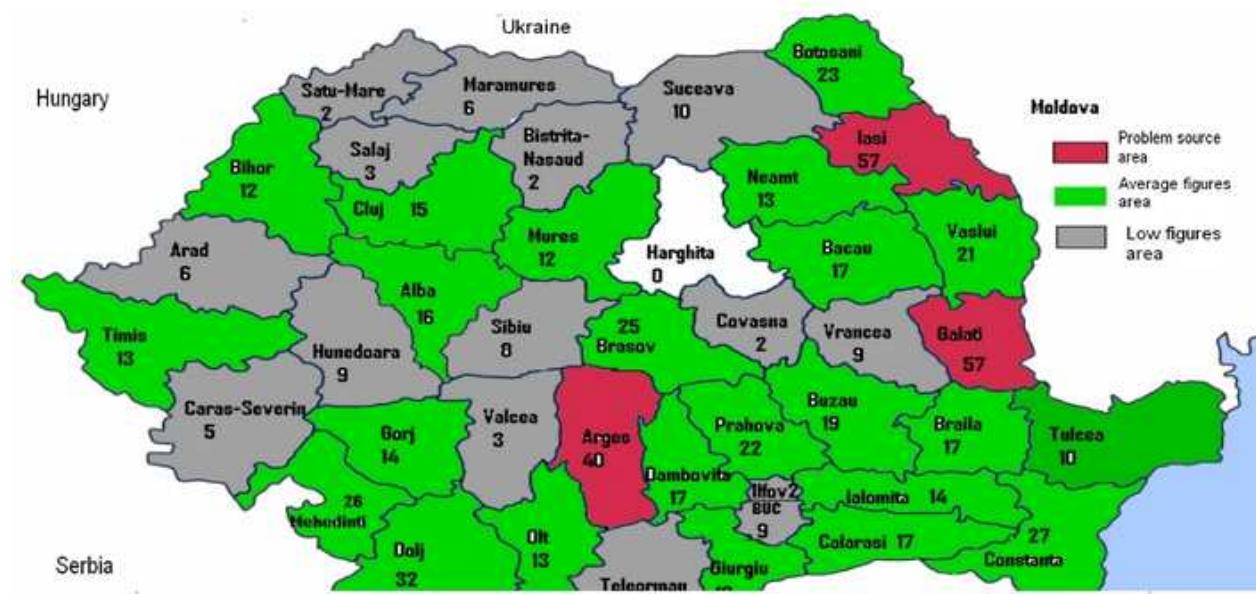 Ukraine
Hungary
Botosani
23
Satu-Mare
2
Maramures
6
Suceava
10
Moldova
Problem source
area
Average figures
area
Low figures
area
Iasi
57
Bistrita-
Nasaud
2
Salaj
3
Bihor
12
Cluj 15
Neamt
13
Vaslui
21
Mures
12
Harghita
0
Bacau
17
Arad
6
Alba
16
Sibiu
8
25
Brasov
Covasna
2
Vrancea
9
Galati
57
Timis
13
Hunedoara
9
Caras-Severin
5
Gorj
14
Valcea
3
Arges
40
Prahova
22
Buzau
19
Braila
17
Tulcea
10
Dambovita
17
Ilfov2
BUC
9
Ialomita 14
26
Mehedinti
Dolj
32
Olt
13
Calarasi 17
27
Constanta
Serbia
Teleorman
Giurgiu